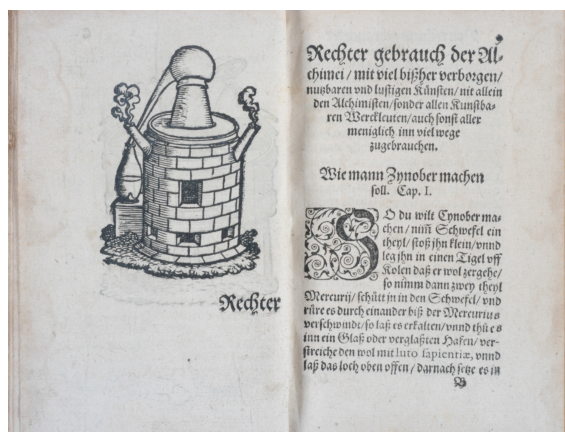 Rechter
Rechter gebrauch der Al-
chimei / mit viel bißher verborgen /
nutzbaren vnd lustigen Künsten / nit allein
den Alchimisten / sonder allen Kunstba-
ren Werckleuten / auch sonst aller
meniglich inn viel wege
zugebrauchen.
Wie mann Zynober machen
soll. Cap. I.
SO du wilt Cynober ma-
chen / nim̃ Schwefel ein
theyl / stoß jhn klein / vnnd
leg jhn in einen Tigel vff
Kolen daß er wol zergehe /
so nimm dann zwey theyl
Mercurij / schütt jn in den Schwefel / vnd
rüre es durch einander biß der Mercurius
verschwindt / so laß es erkalten / vnnd thů es
inn ein Glaß oder verglaßten Hafen / ver-
streiche den wol mit luto sapientiæ, vnnd
laß das loch oben offen / darnach setze es in